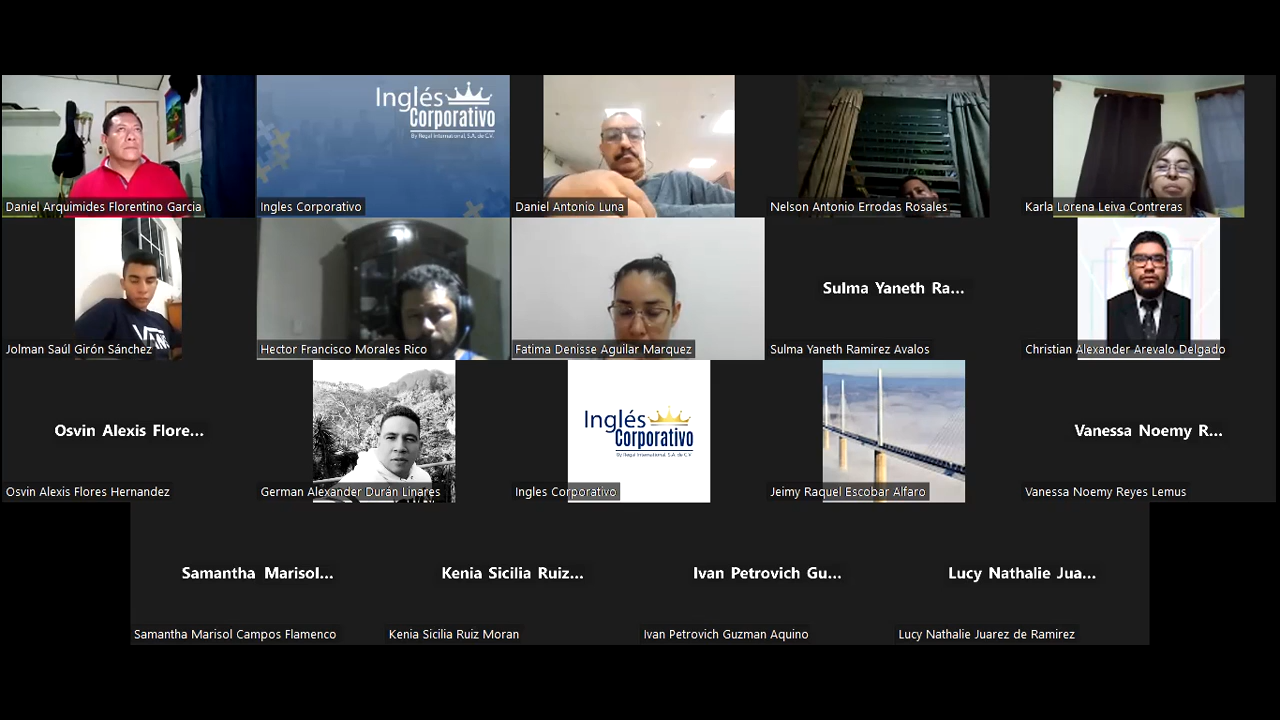 Inglés
Corporativo
By Regal International, S.A. de C.V.
Daniel Arquimides Florentino Garcia
Ingles Corporativo
Daniel Antonio Luna
Nelson Antonio Errodas Rosales
Karla Lorena Leiva Contreras
Sulma Yaneth Ra...
Jolman Saúl Girón Sánchez
Hector Francisco Morales Rico
Fatima Denisse Aguilar Marquez
Sulma Yaneth Ramirez Avalos
Christian Alexander Arevalo Delgado
Osvin Alexis Flore...
Inglés
Corporativo
By Regal International, S.A. de C.V.
Vanessa Noemy R...
Osvin Alexis Flores Hernandez
German Alexander Durán Linares
Ingles Corporativo
Jeimy Raquel Escobar Alfaro
Vanessa Noemy Reyes Lemus
Samantha Marisol...
Kenia Sicilia Ruiz...
Ivan Petrovich Gu...
Lucy Nathalie Jua...
Samantha Marisol Campos Flamenco
Kenia Sicilia Ruiz Moran
Ivan Petrovich Guzman Aquino
Lucy Nathalie Juarez de Ramirez